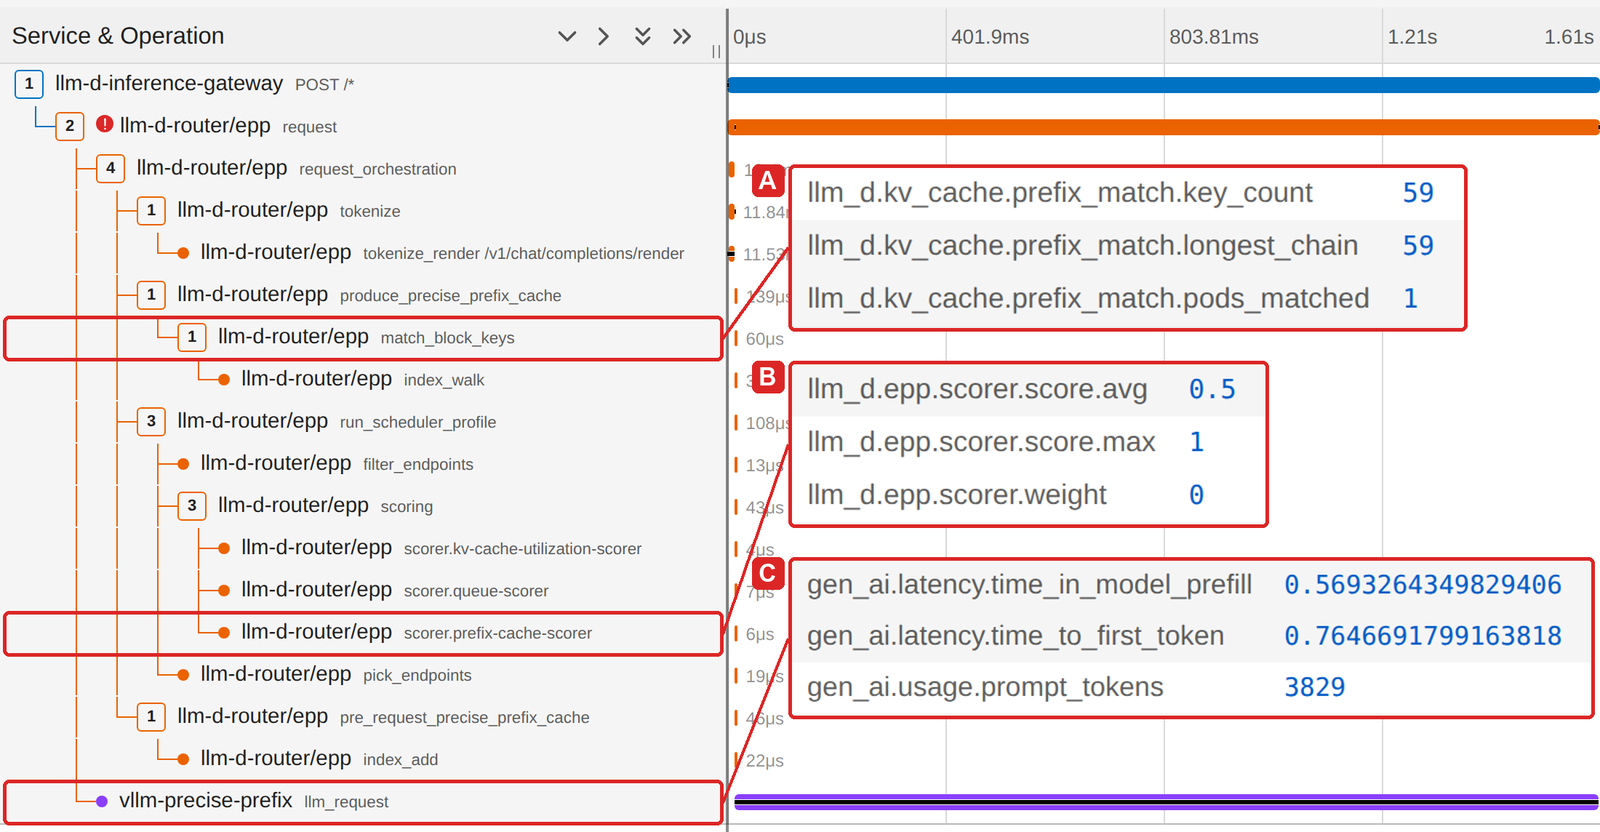 Service & Operation
0μs
401.9ms
803.81ms
1.21s
1.61s
1 llm-d-inference-gateway POST /*
2 ! llm-d-router/epp request
4 llm-d-router/epp request_orchestration
1 llm-d-router/epp tokenize
11.84
llm-d-router/epp tokenize_render /v1/chat/completions/render
11.53
1 llm-d-router/epp produce_precise_prefix_cache
139μs
1 llm-d-router/epp match_block_keys
60μs
llm-d-router/epp index_walk
3 llm-d-router/epp run_scheduler_profile
108μs
llm-d-router/epp filter_endpoints
13μs
3 llm-d-router/epp scoring
43μs
llm-d-router/epp scorer.kv-cache-utilization-scorer
4μs
llm-d-router/epp scorer.queue-scorer
7μs
llm-d-router/epp scorer.prefix-cache-scorer
6μs
llm-d-router/epp pick_endpoints
19μs
1 llm-d-router/epp pre_request_precise_prefix_cache
46μs
llm-d-router/epp index_add
22μs
vllm-precise-prefix llm_request
A
llm_d.kv_cache.prefix_match.key_count 59
llm_d.kv_cache.prefix_match.longest_chain 59
llm_d.kv_cache.prefix_match.pods_matched 1
B
llm_d.epp.scorer.score.avg 0.5
llm_d.epp.scorer.score.max 1
llm_d.epp.scorer.weight 0
C
gen_ai.latency.time_in_model_prefill 0.5693264349829406
gen_ai.latency.time_to_first_token 0.7646691799163818
gen_ai.usage.prompt_tokens 3829